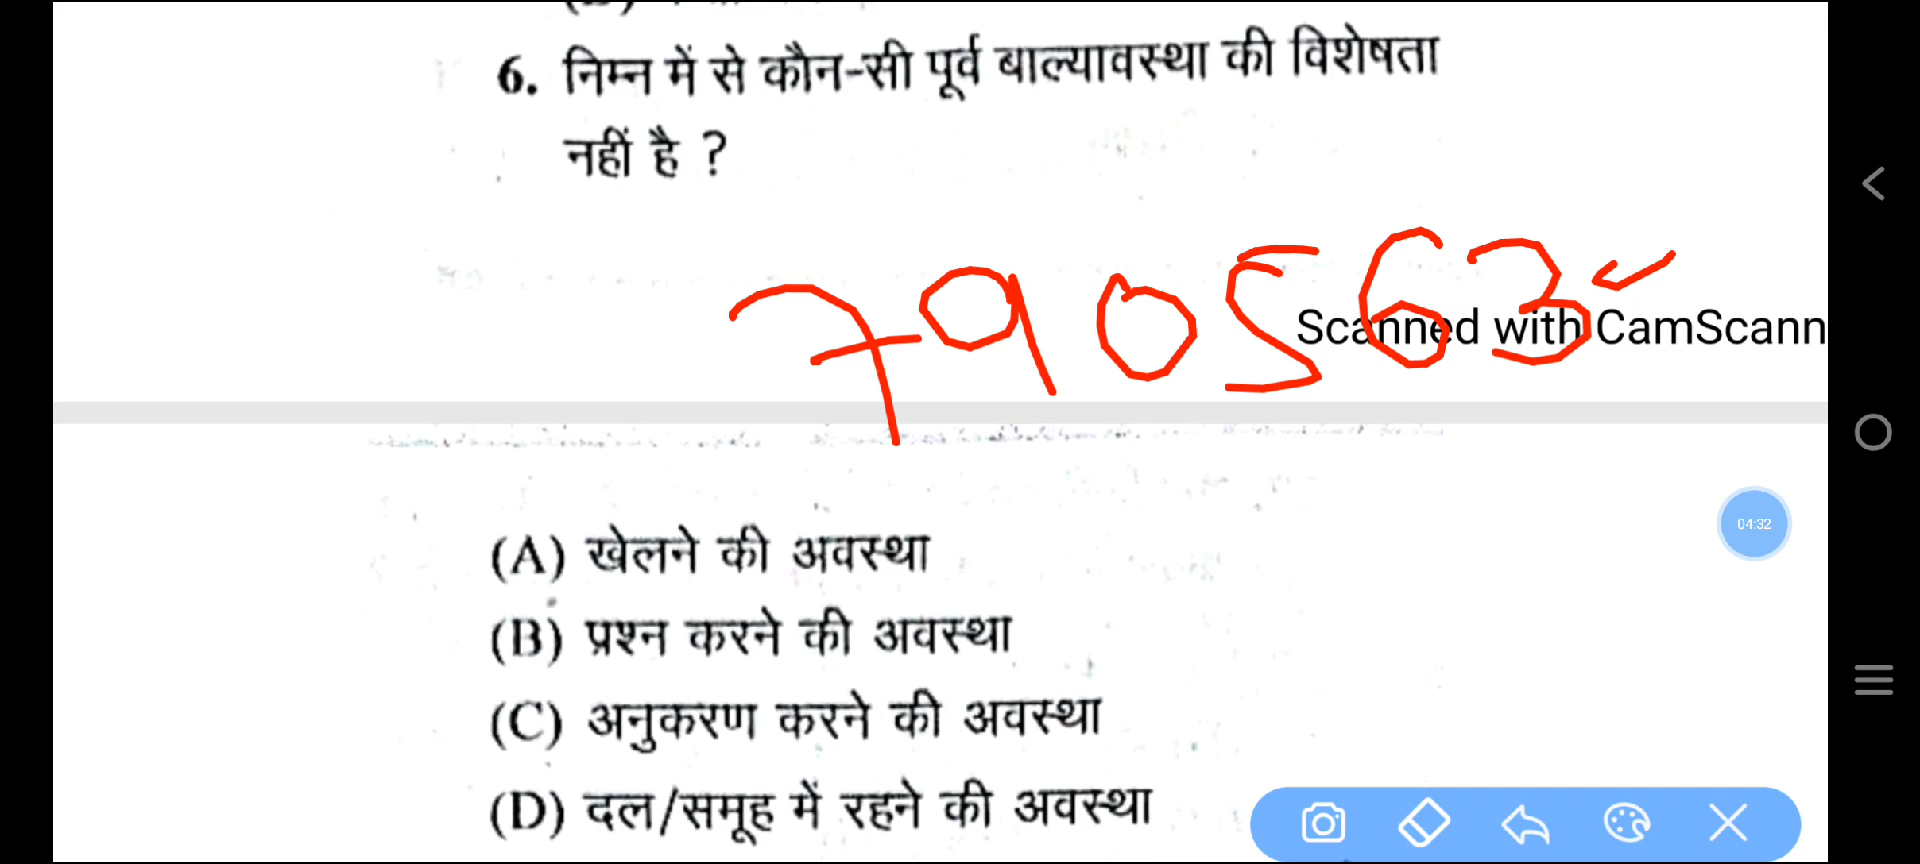 6. निम्न में से कौन-सी पूर्व बाल्यावस्था की विशेषता
नहीं है ?
790563
Scanned with CamScann
04:32
(A) खेलने की अवस्था
(B) प्रश्न करने की अवस्था
(C) अनुकरण करने की अवस्था
(D) दल/समूह में रहने की अवस्था